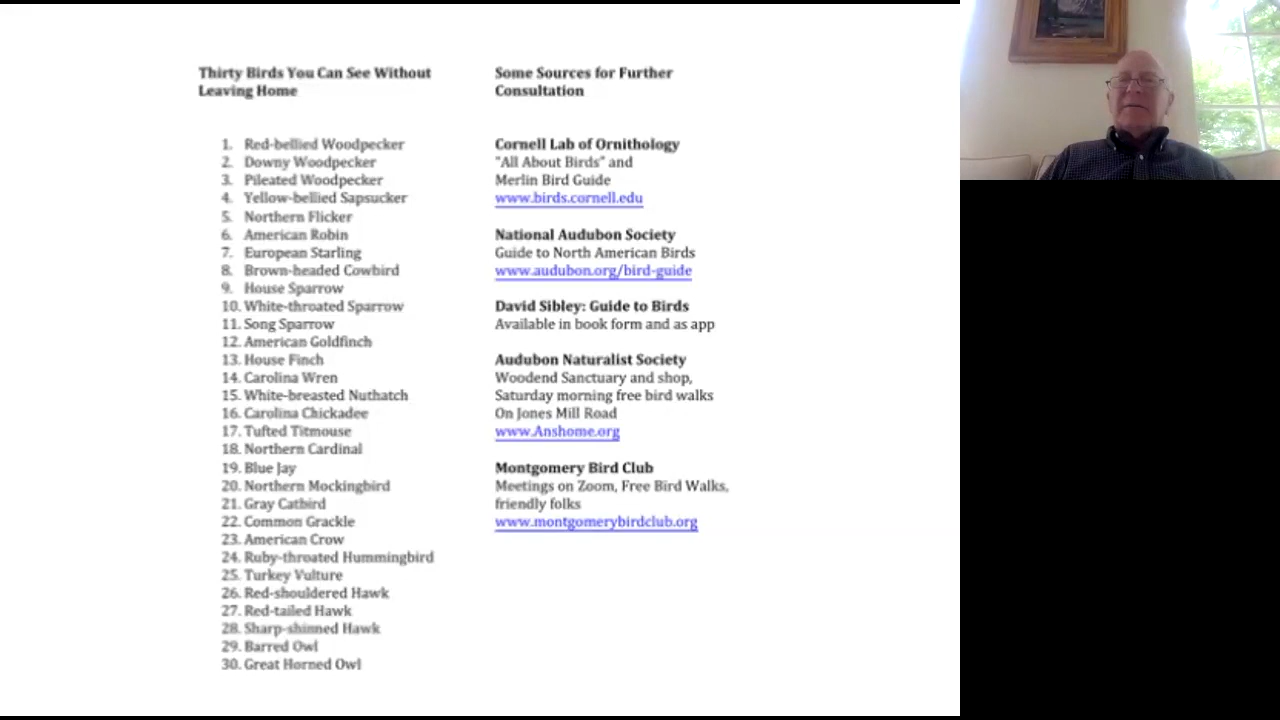 Thirty Birds You Can See Without
Leaving Home
1. Red-bellied Woodpecker
2. Downy Woodpecker
3. Pileated Woodpecker
4. Yellow-bellied Sapsucker
5. Northern Flicker
6. American Robin
7. European Starling
8. Brown-headed Cowbird
9. House Sparrow
10. White-throated Sparrow
11. Song Sparrow
12. American Goldfinch
13. House Finch
14. Carolina Wren
15. White-breasted Nuthatch
16. Carolina Chickadee
17. Tufted Titmouse
18. Northern Cardinal
19. Blue Jay
20. Northern Mockingbird
21. Gray Catbird
22. Common Grackle
23. American Crow
24. Ruby-throated Hummingbird
25. Turkey Vulture
26. Red-shouldered Hawk
27. Red-tailed Hawk
28. Sharp-shinned Hawk
29. Barred Owl
30. Great Horned Owl
Some Sources for Further
Consultation
Cornell Lab of Ornithology
"All About Birds" and
Merlin Bird Guide
www.birds.cornell.edu
National Audubon Society
Guide to North American Birds
www.audubon.org/bird-guide
David Sibley: Guide to Birds
Available in book form and as app
Audubon Naturalist Society
Woodend Sanctuary and shop,
Saturday morning free bird walks
On Jones Mill Road
www.Anshome.org
Montgomery Bird Club
Meetings on Zoom, Free Bird Walks,
friendly folks
www.montgomerybirdclub.org